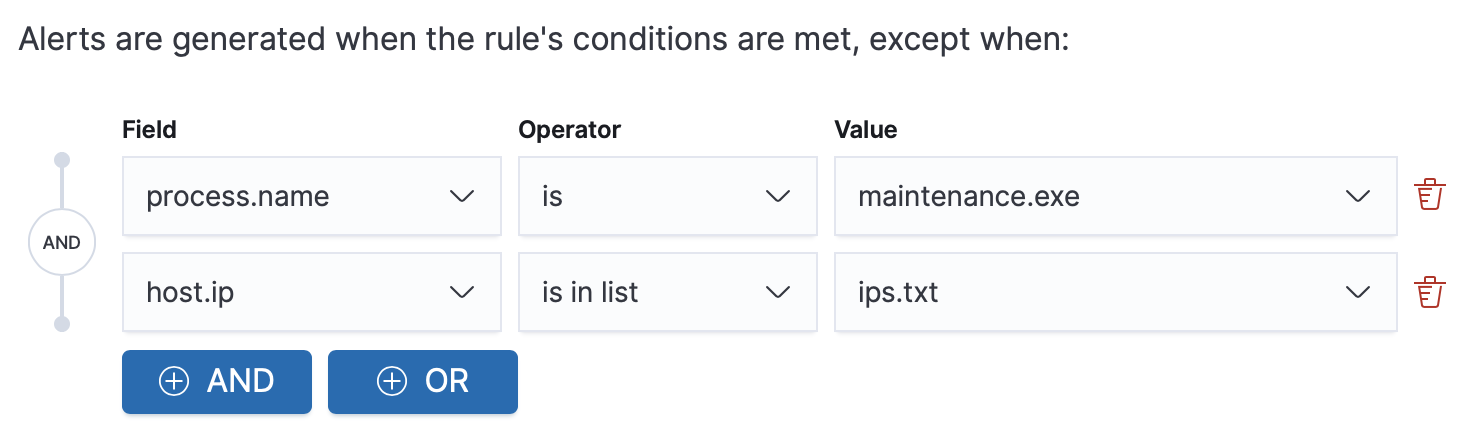 Alerts are generated when the rule's conditions are met, except when:
Field Operator Value
process.name is maintenance.exe
AND
host.ip is in list ips.txt
AND OR